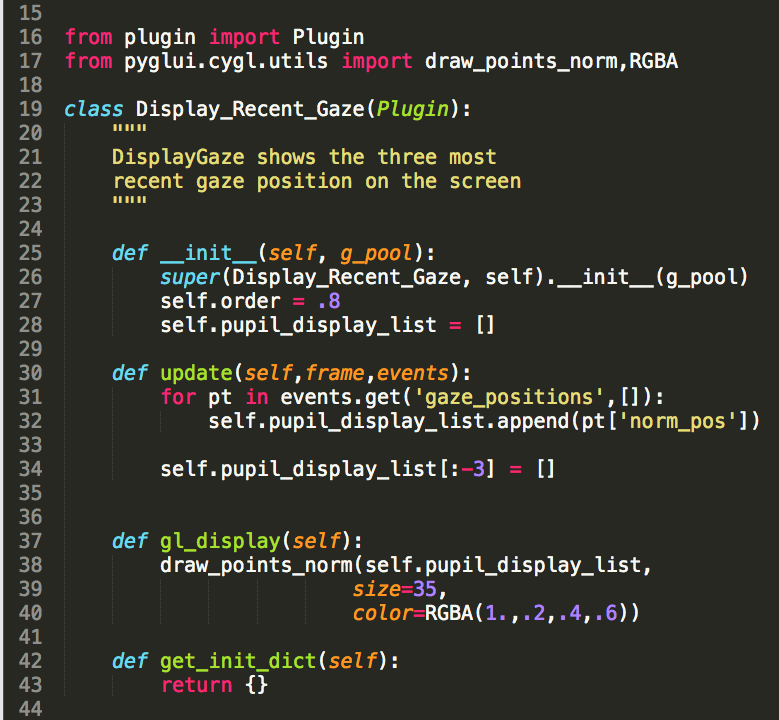 15
16 from plugin import Plugin
17 from pyglui.cygl.utils import draw_points_norm,RGBA
18
19 class Display_Recent_Gaze(Plugin):
20     """
21     DisplayGaze shows the three most
22     recent gaze position on the screen
23     """
24
25     def __init__(self, g_pool):
26         super(Display_Recent_Gaze, self).__init__(g_pool)
27         self.order = .8
28         self.pupil_display_list = []
29
30     def update(self,frame,events):
31         for pt in events.get('gaze_positions',[]):
32             self.pupil_display_list.append(pt['norm_pos'])
33
34         self.pupil_display_list[:-3] = []
35
36
37     def gl_display(self):
38         draw_points_norm(self.pupil_display_list,
39                         size=35,
40                         color=RGBA(1.,.2,.4,.6))
41
42     def get_init_dict(self):
43         return {}
44